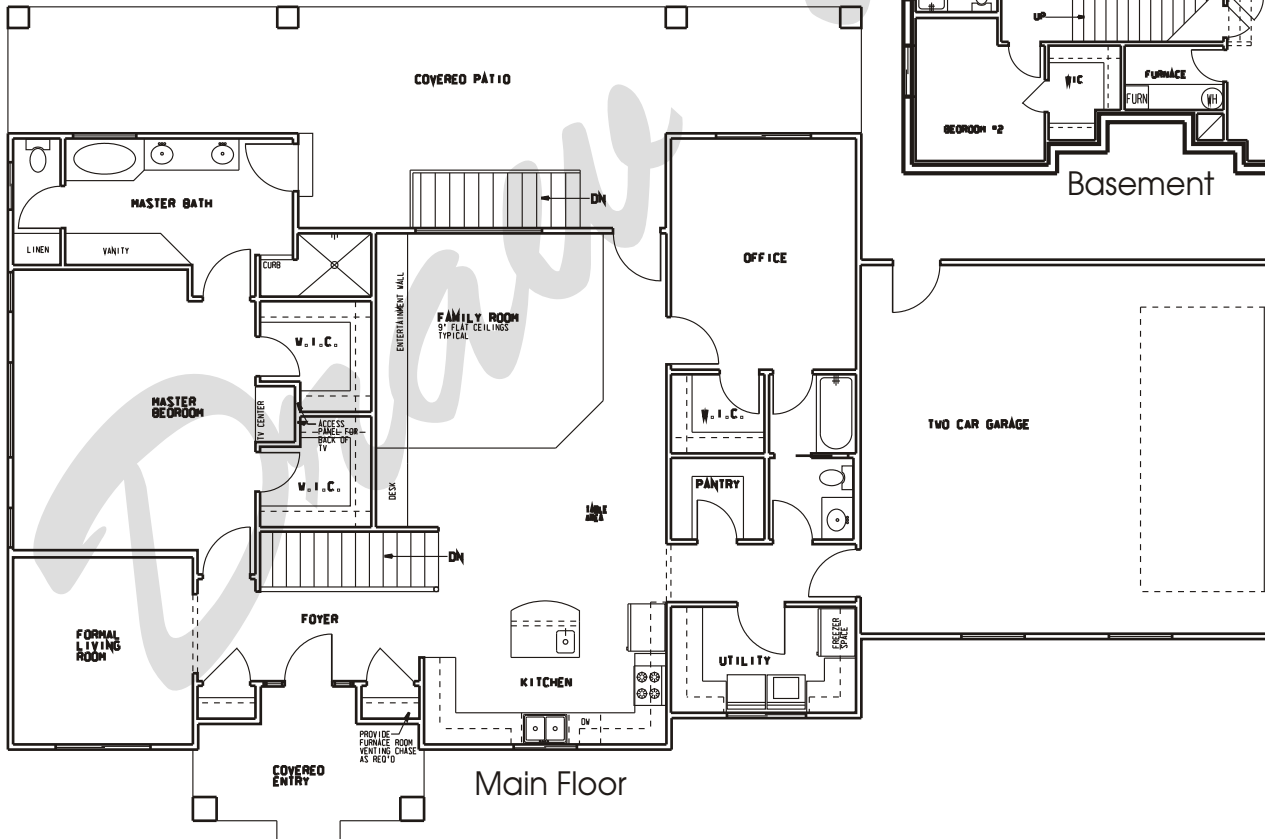 COVERED PATIO
UP
WIC
FURNACE
FURN
WH
BEDROOM #2
Basement
MASTER BATH
DN
LINEN
VANITY
CURB
OFFICE
ENTERTAINMENT WALL
FAMILY ROOM
9' FLAT CEILINGS
TYPICAL
W.I.C.
MASTER
BEDROOM
TV CENTER
ACCESS
PANEL FOR
BACK OF
TV
W.I.C.
TWO CAR GARAGE
W.I.C.
PANTRY
DESK
TABLE
AREA
DN
FOYER
FORMAL
LIVING
ROOM
FREEZER
SPACE
UTILITY
KITCHEN
DW
PROVIDE
FURNACE ROOM
VENTING CHASE
AS REQ'D
COVERED
ENTRY
Main Floor
Draw